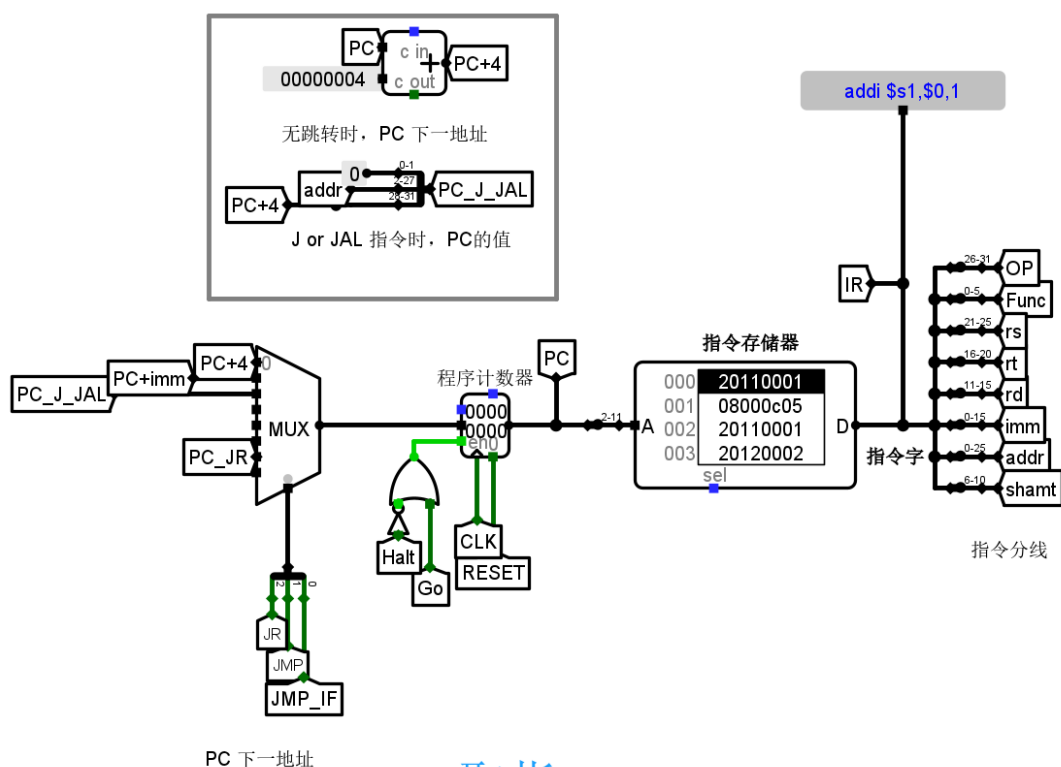 PC
c in
PC+4
00000004
c out
无跳转时，PC 下一地址
0
0-1
addr
2-27
PC_J_JAL
PC+4
28-31
J or JAL 指令时，PC的值
addi $s1,$0,1
IR
26-31
OP
0-5
Func
21-25
rs
16-20
rt
11-15
rd
0-15
imm
0-25
addr
6-10
shamt
指令分线
PC+4
0
PC+imm
PC_J_JAL
MUX
PC_JR
程序计数器
PC
0000
0000
en
0
2-11
指令存储器
000 20110001
001 08000c05
002 20110001
003 20120002
A
D
sel
指令字
Halt
Go
CLK
RESET
2
1
0
JR
JMP
JMP_IF
PC 下一地址